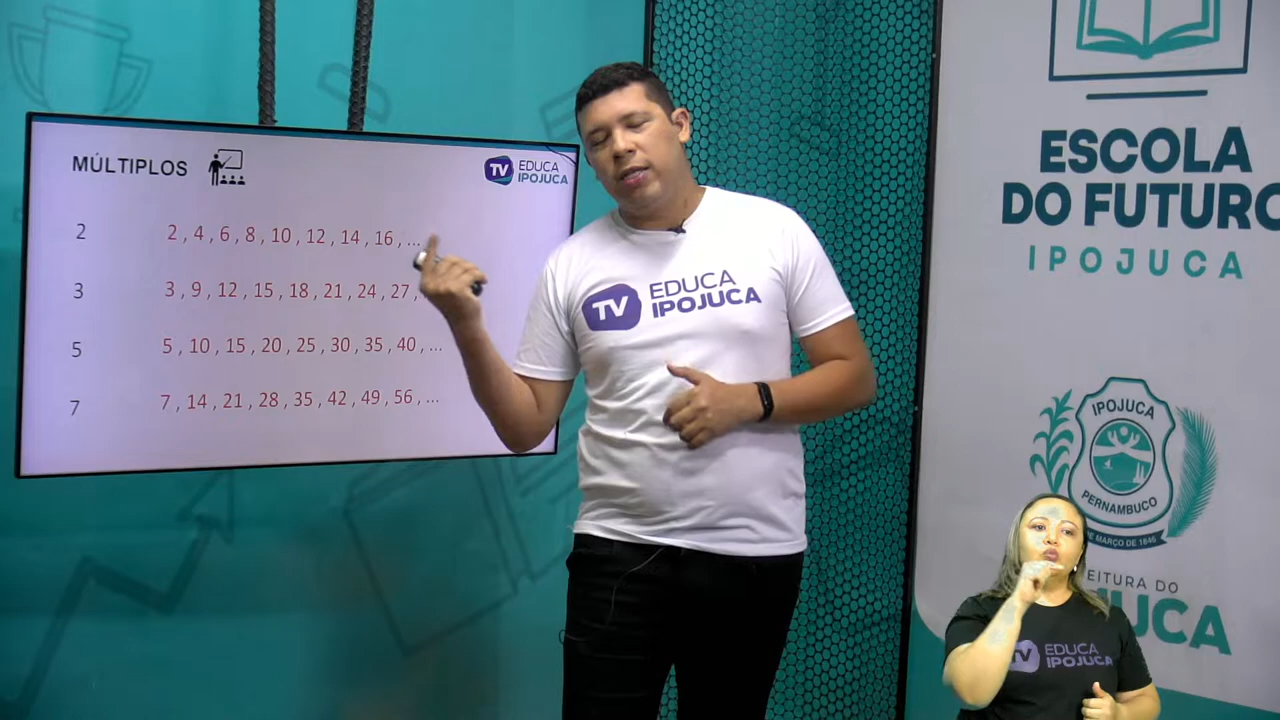 MÚLTIPLOS
TV EDUCA
IPOJUCA
2 2 , 4 , 6 , 8 , 10 , 12 , 14 , 16 , ...
3 3 , 9 , 12 , 15 , 18 , 21 , 24 , 27 ,
5 5 , 10 , 15 , 20 , 25 , 30 , 35 , 40 , ...
7 7 , 14 , 21 , 28 , 35 , 42 , 49 , 56 , ...
TV EDUCA
IPOJUCA
ESCOLA
DO FUTURO
IPOJUCA
IPOJUCA
PERNAMBUCO
DE MARÇO DE 1846
EITURA DO
JUCA
TV EDUCA
IPOJUCA